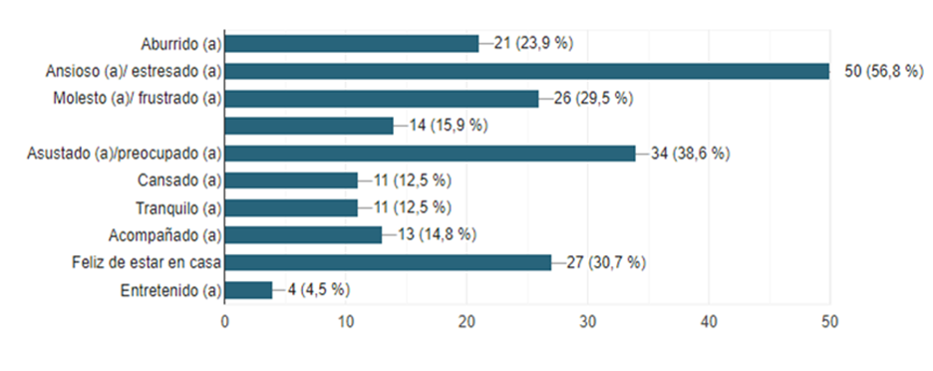 Aburrido (a) 21 (23,9 %)
Ansioso (a)/ estresado (a) 50 (56,8 %)
Molesto (a)/ frustrado (a) 26 (29,5 %)
14 (15,9 %)
Asustado (a)/preocupado (a) 34 (38,6 %)
Cansado (a) 11 (12,5 %)
Tranquilo (a) 11 (12,5 %)
Acompañado (a) 13 (14,8 %)
Feliz de estar en casa 27 (30,7 %)
Entretenido (a) 4 (4,5 %)
0 10 20 30 40 50